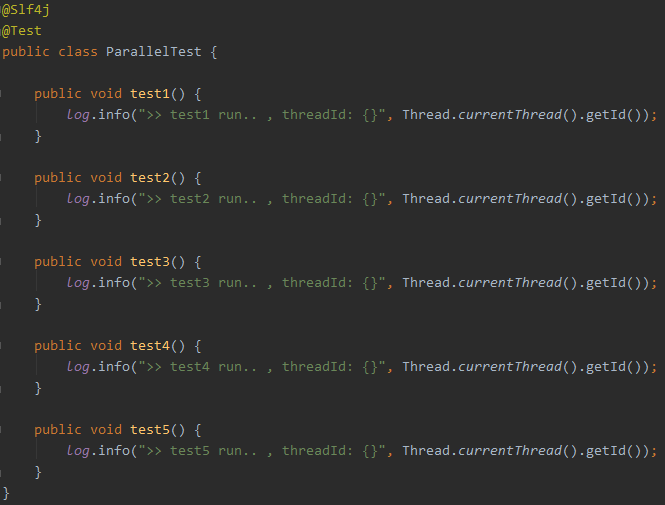 @Slf4j
@Test
public class ParallelTest {
public void test1() {
log.info(">> test1 run.. , threadId: {}", Thread.currentThread().getId());
}
public void test2() {
log.info(">> test2 run.. , threadId: {}", Thread.currentThread().getId());
}
public void test3() {
log.info(">> test3 run.. , threadId: {}", Thread.currentThread().getId());
}
public void test4() {
log.info(">> test4 run.. , threadId: {}", Thread.currentThread().getId());
}
public void test5() {
log.info(">> test5 run.. , threadId: {}", Thread.currentThread().getId());
}
}